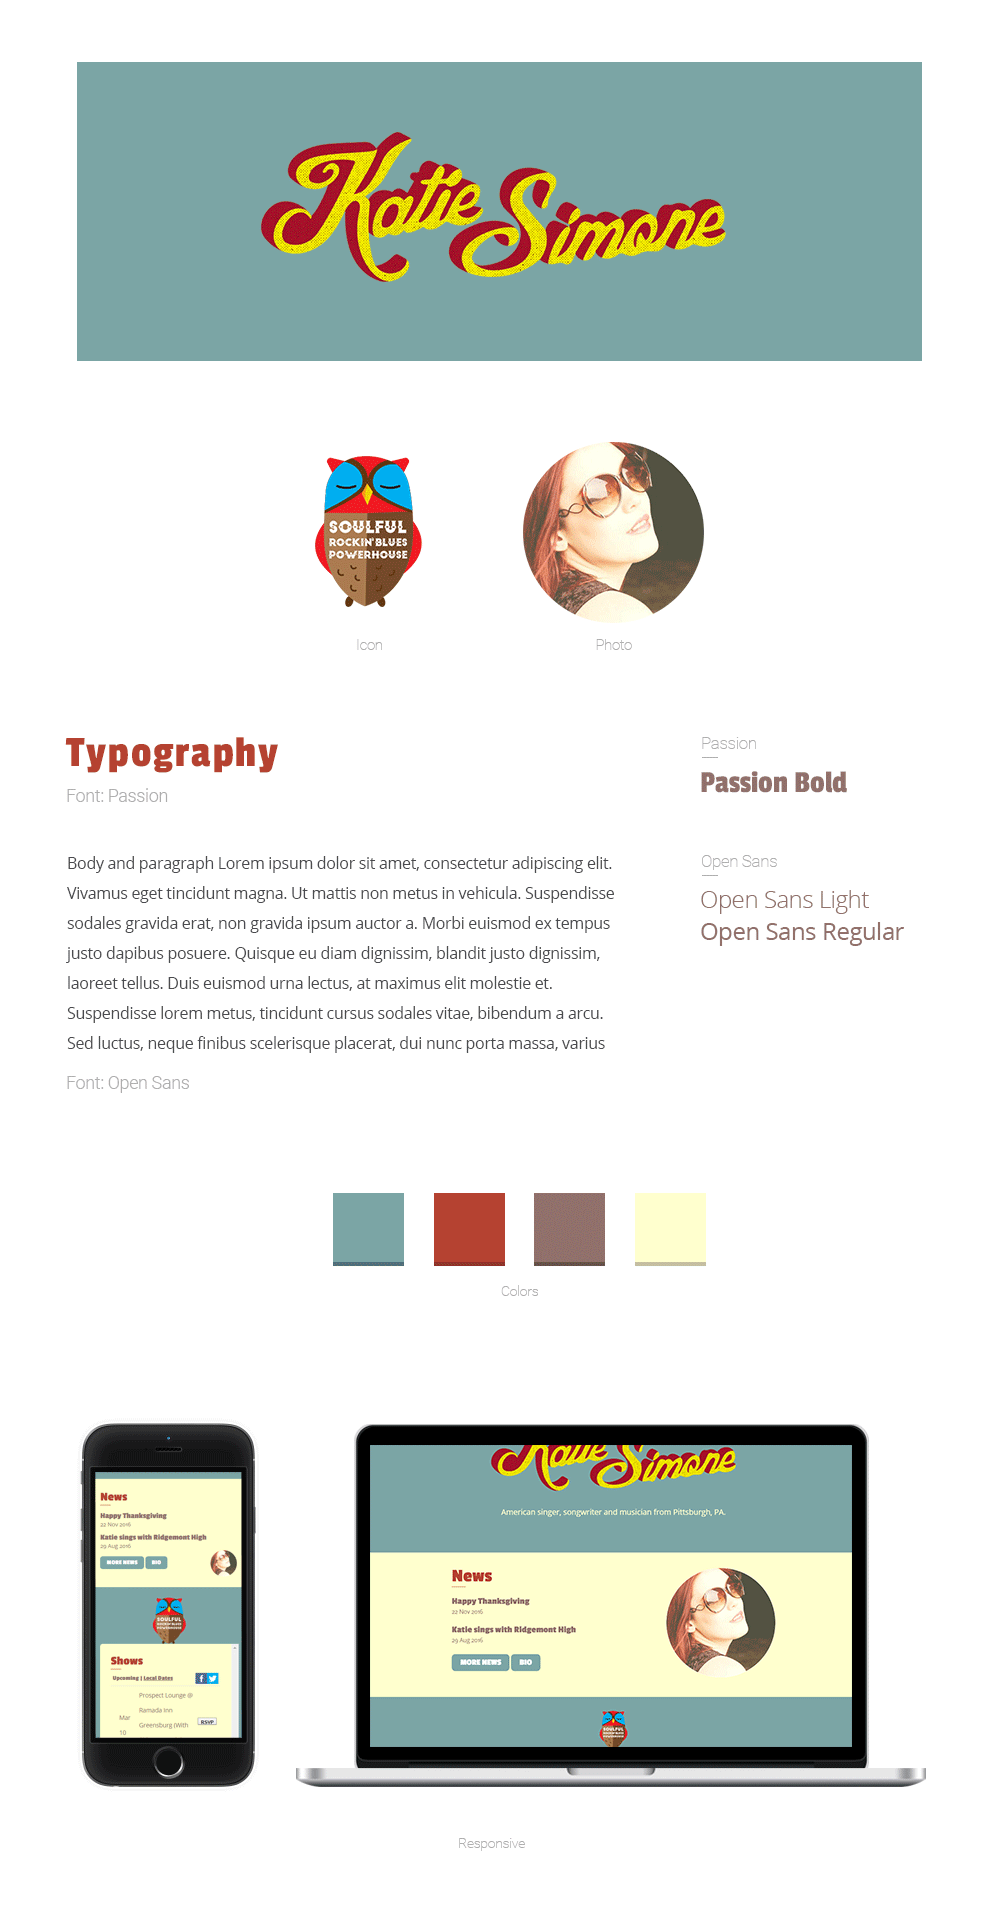 Katie Simone
SOULFUL
ROCKIN'BLUES
POWERHOUSE
Icon
Photo
Typography
Font: Passion
Passion
Passion Bold
Body and paragraph Lorem ipsum dolor sit amet, consectetur adipiscing elit.
Vivamus eget tincidunt magna. Ut mattis non metus in vehicula. Suspendisse
sodales gravida erat, non gravida ipsum auctor a. Morbi euismod ex tempus
justo dapibus posuere. Quisque eu diam dignissim, blandit justo dignissim,
laoreet tellus. Duis euismod urna lectus, at maximus elit molestie et.
Suspendisse lorem metus, tincidunt cursus sodales vitae, bibendum a arcu.
Sed luctus, neque finibus scelerisque placerat, dui nunc porta massa, varius
Font: Open Sans
Open Sans
Open Sans Light
Open Sans Regular
Colors
News
Happy Thanksgiving
22 Nov 2016
Katie sings with Ridgemont High
29 Aug 2016
MORE NEWS BIO
SOULFUL
ROCKIN'BLUES
POWERHOUSE
Shows
Upcoming | Local Dates
Prospect Lounge @
Ramada Inn
Mar Greensburg (With RSVP
10
Katie Simone
American singer, songwriter and musician from Pittsburgh, PA.
News
Happy Thanksgiving
22 Nov 2016
Katie sings with Ridgemont High
29 Aug 2016
MORE NEWS BIO
SOULFUL
ROCKIN'BLUES
POWERHOUSE
Responsive